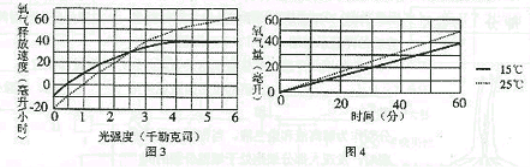 氧气释放速度（毫升/小时）
60
40
20
0
-20
0 1 2 3 4 5 6
光强度（千勒克司）
图3
氧气量（毫升）
60
40
20
0
0 20 40 60
时间（分）
图4
15℃
25℃